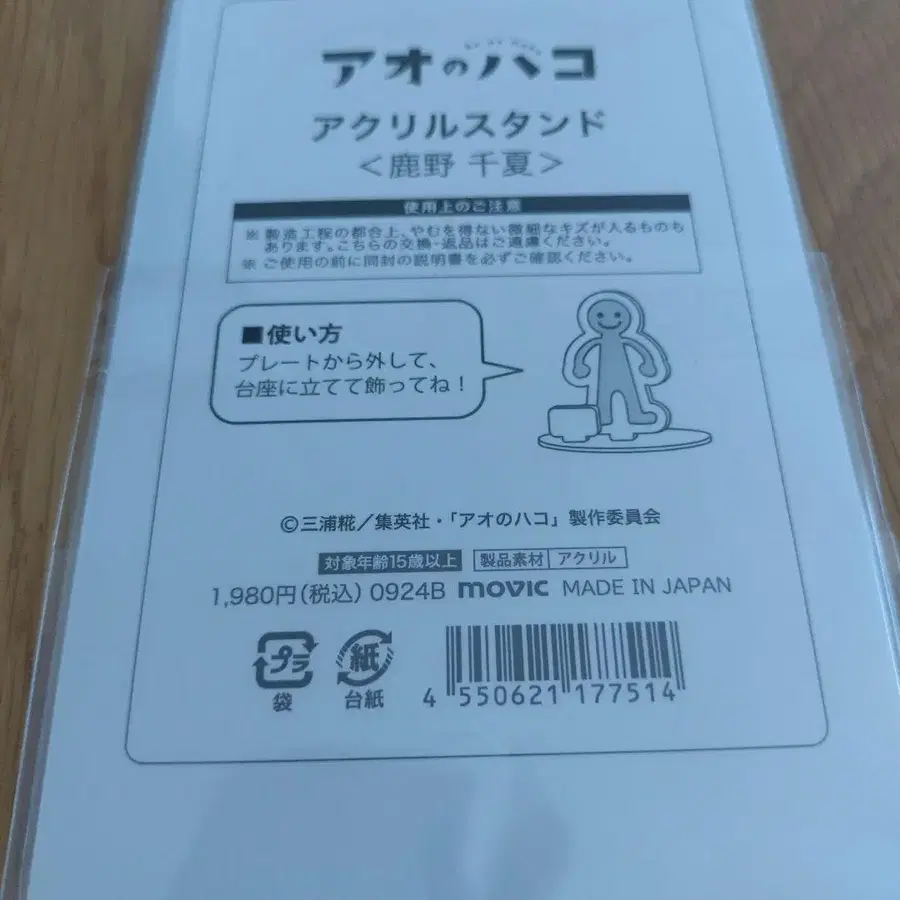 アオのハコ
アクリルスタンド
＜鹿野 千夏＞
使用上のご注意
※ 製造工程の都合上、やむを得ない微細なキズが入るものも
あります。こちらの交換・返品はご遠慮ください。
※ ご使用の前に同封の説明書を必ずご確認ください。
■使い方
プレートから外して、
台座に立てて飾ってね！
©三浦糀／集英社・「アオのハコ」製作委員会
対象年齢15歳以上 製品素材 アクリル
1,980円(税込) 0924B movic MADE IN JAPAN
プラ 紙
袋 台紙
4 550621 177514